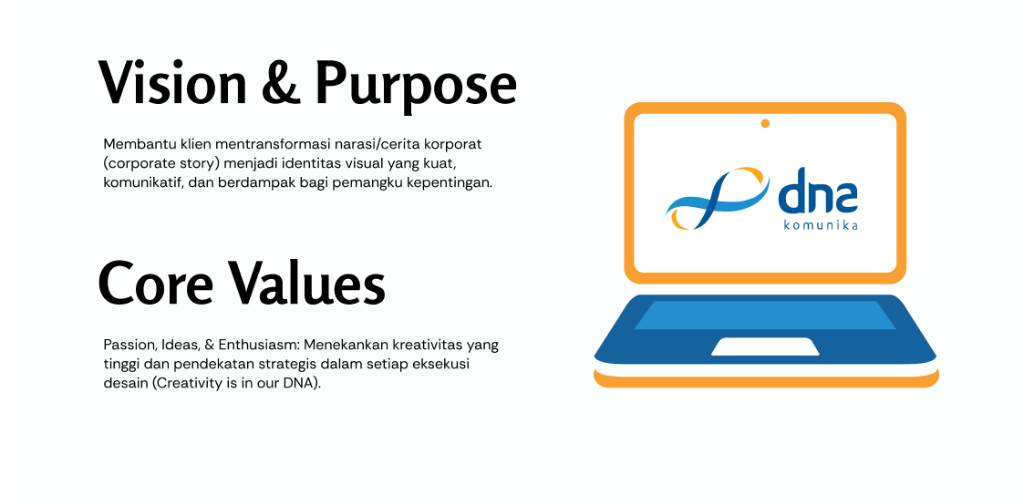 Vision & Purpose
Membantu klien mentransformasi narasi/cerita korporat
(corporate story) menjadi identitas visual yang kuat,
komunikatif, dan berdampak bagi pemangku kepentingan.
Core Values
Passion, Ideas, & Enthusiasm: Menekankan kreativitas yang
tinggi dan pendekatan strategis dalam setiap eksekusi
desain (Creativity is in our DNA).
dna
komunika